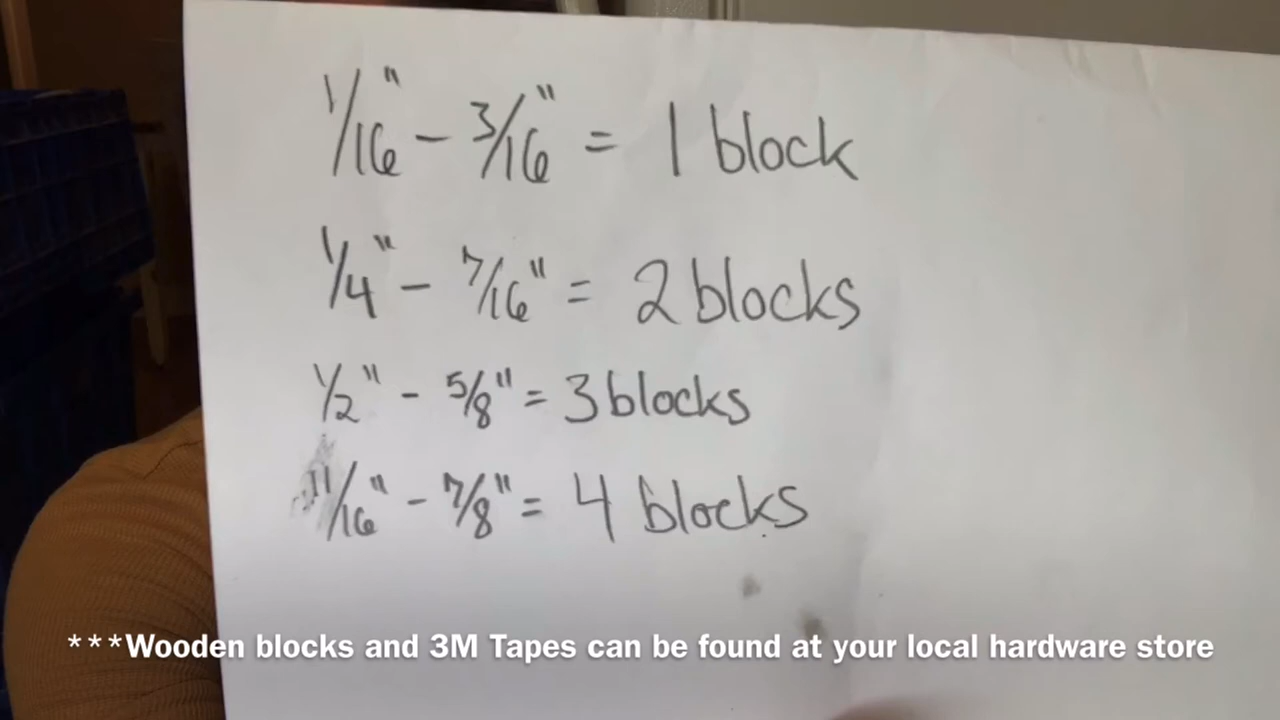 1/16" - 3/16" = 1 block
1/4" - 7/16" = 2 blocks
1/2" - 5/8" = 3 blocks
11/16" - 7/8" = 4 blocks
***Wooden blocks and 3M Tapes can be found at your local hardware store